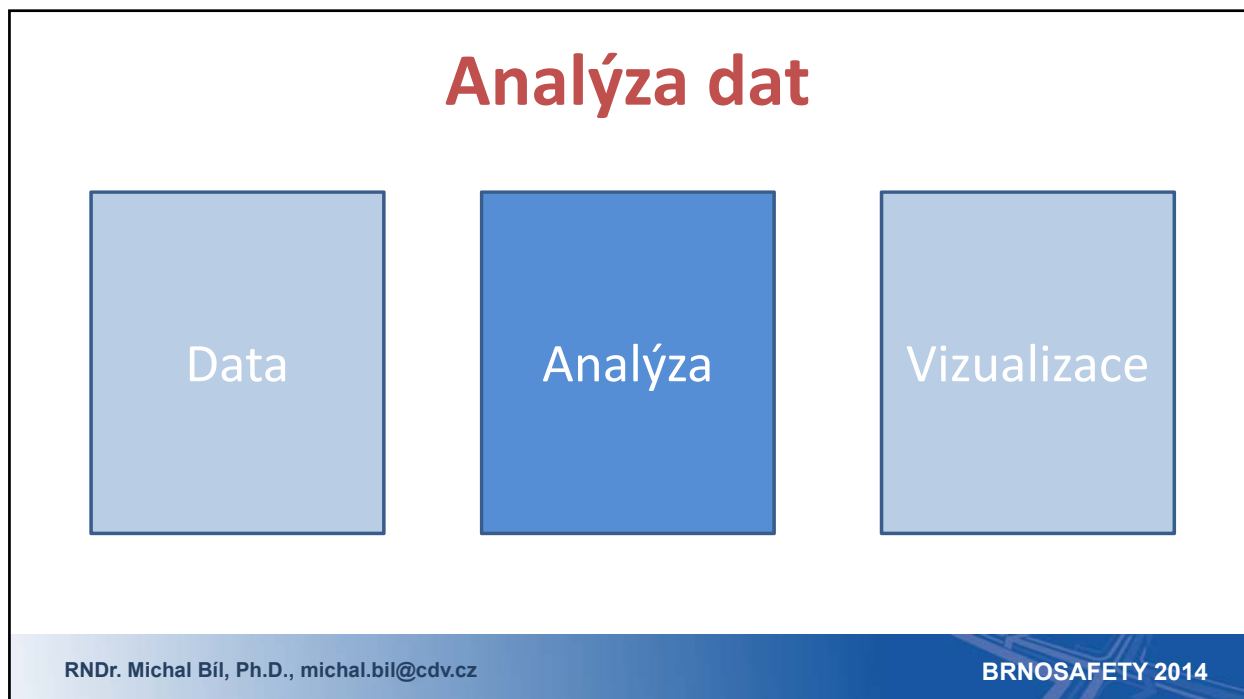 Analýza dat
Data
Analýza
Vizualizace
RNDr. Michal Bíl, Ph.D., michal.bil@cdv.cz
BRNOSAFETY 2014